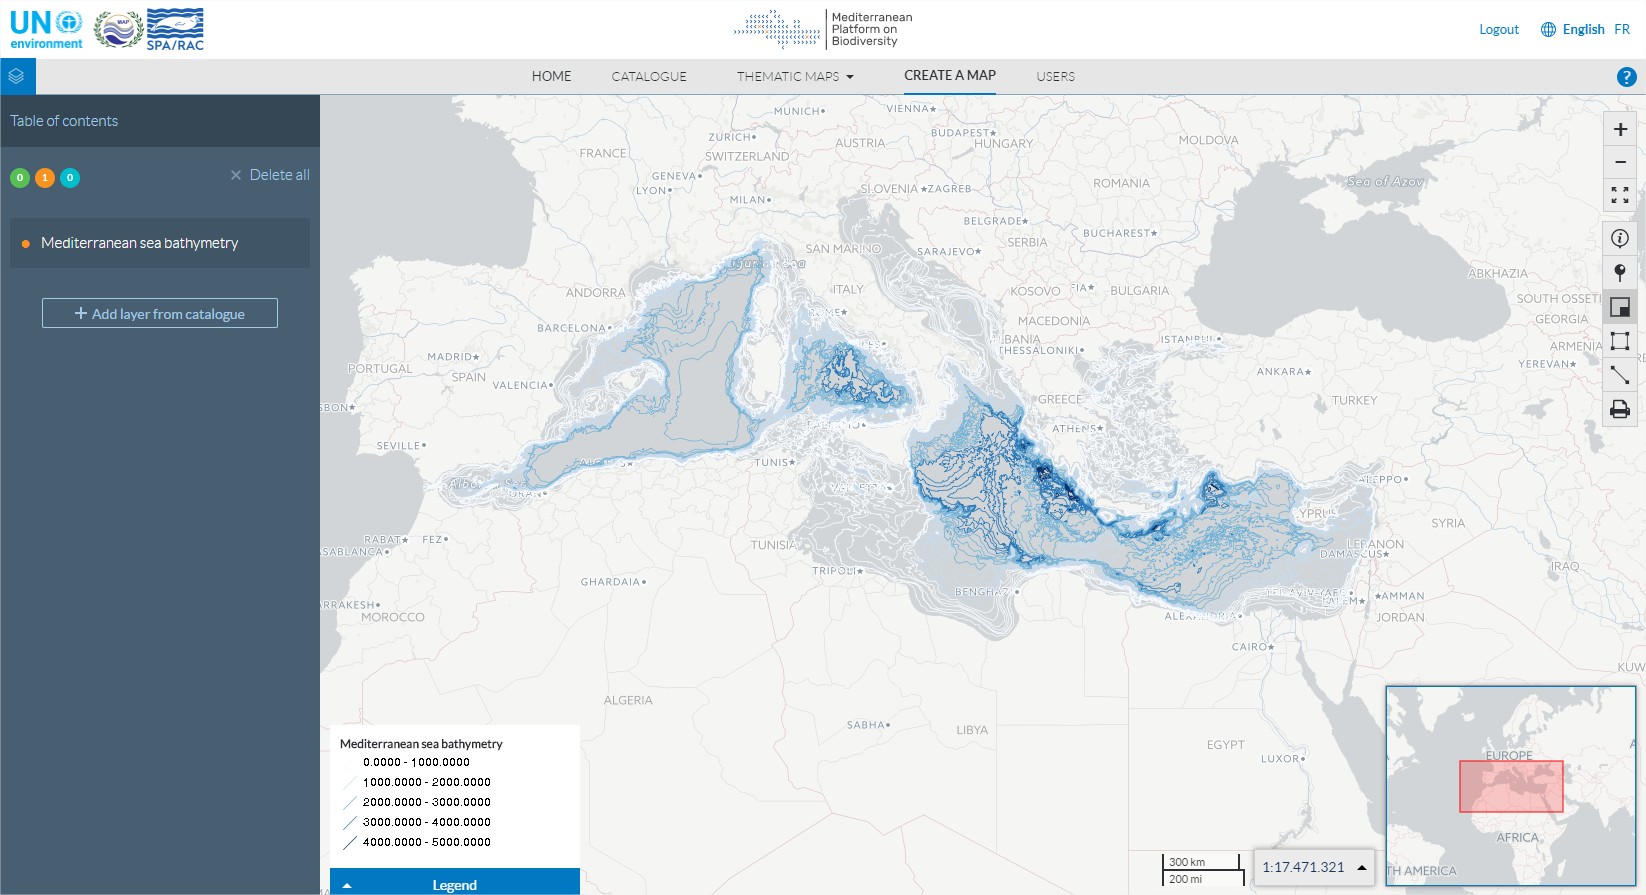 UN
environment
MAP
SPA/RAC
Mediterranean
Platform on
Biodiversity
Logout
English FR
HOME CATALOGUE THEMATIC MAPS CREATE A MAP USERS
?
Table of contents
0 1 0
Delete all
Mediterranean sea bathymetry
Add layer from catalogue
MUNICH
VIENNA
ZURICH
BUDAPEST
MOLDOVA
FRANCE
SWITZERLAND
AUSTRIA
HUNGARY
GENEVA
LYON
SLOVENIA
ZAGREB
ROMANIA
Sea of Azov
MILAN
BELGRADE
BUCHAREST
SAN MARINO
SARAJEVO
SERBIA
ABKHAZIA
ANDORRA
ITALY
KOSOVO
BULGARIA
SOUTH OSSETI
GEORGIA
BARCELONA
MACEDONIA
THESSALONIKI
ISTANBUL
ARMENIA
YEREVAN
MADRID
PORTUGAL
SPAIN
VALENCIA
ANKARA
GREECE
TURKEY
ATHENS
SEVILLE
TUNIS
ALEPPO
SYRIA
RABAT
FEZ
TUNISIA
LEBANON
DAMASCUS
IRAQ
TRIPOLI
GHARDAIA
BENGHAZI
AMMAN
MOROCCO
ALEXANDRIA
JORDAN
CAIRO
ALGERIA
SABHA
LIBYA
EGYPT
LUXOR
Mediterranean sea bathymetry
0.0000 - 1000.0000
1000.0000 - 2000.0000
2000.0000 - 3000.0000
3000.0000 - 4000.0000
4000.0000 - 5000.0000
Legend
300 km
200 mi
1:17.471.321
EUROPE
AFRICA
TH AMERICA